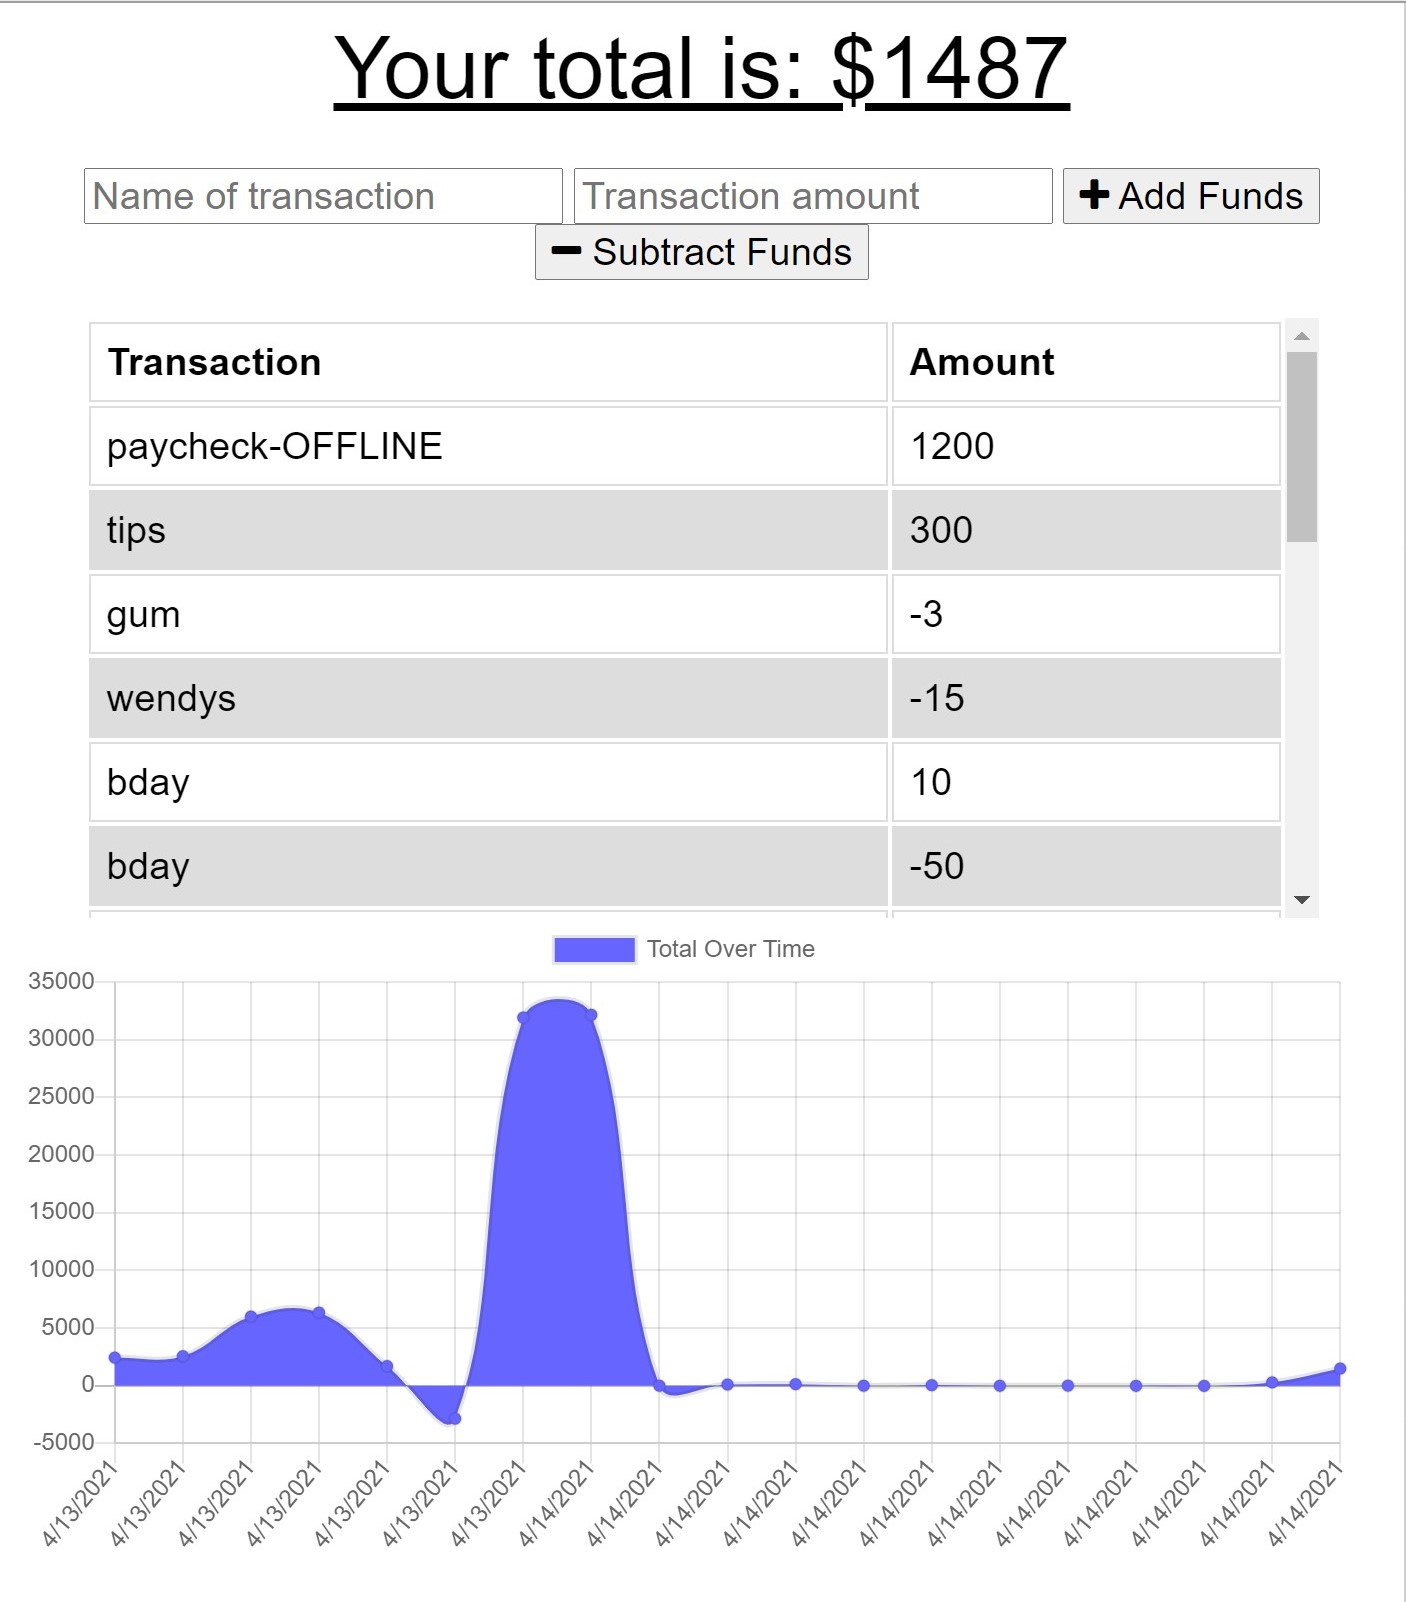 Your total is: $1487
Name of transaction Transaction amount Add Funds
Subtract Funds
Transaction Amount
paycheck-OFFLINE 1200
tips 300
gum -3
wendys -15
bday 10
bday -50
Total Over Time
35000
30000
25000
20000
15000
10000
5000
0
-5000
4/13/2021 4/13/2021 4/13/2021 4/13/2021 4/13/2021 4/13/2021 4/13/2021 4/14/2021 4/14/2021 4/14/2021 4/14/2021 4/14/2021 4/14/2021 4/14/2021 4/14/2021 4/14/2021 4/14/2021 4/14/2021 4/14/2021